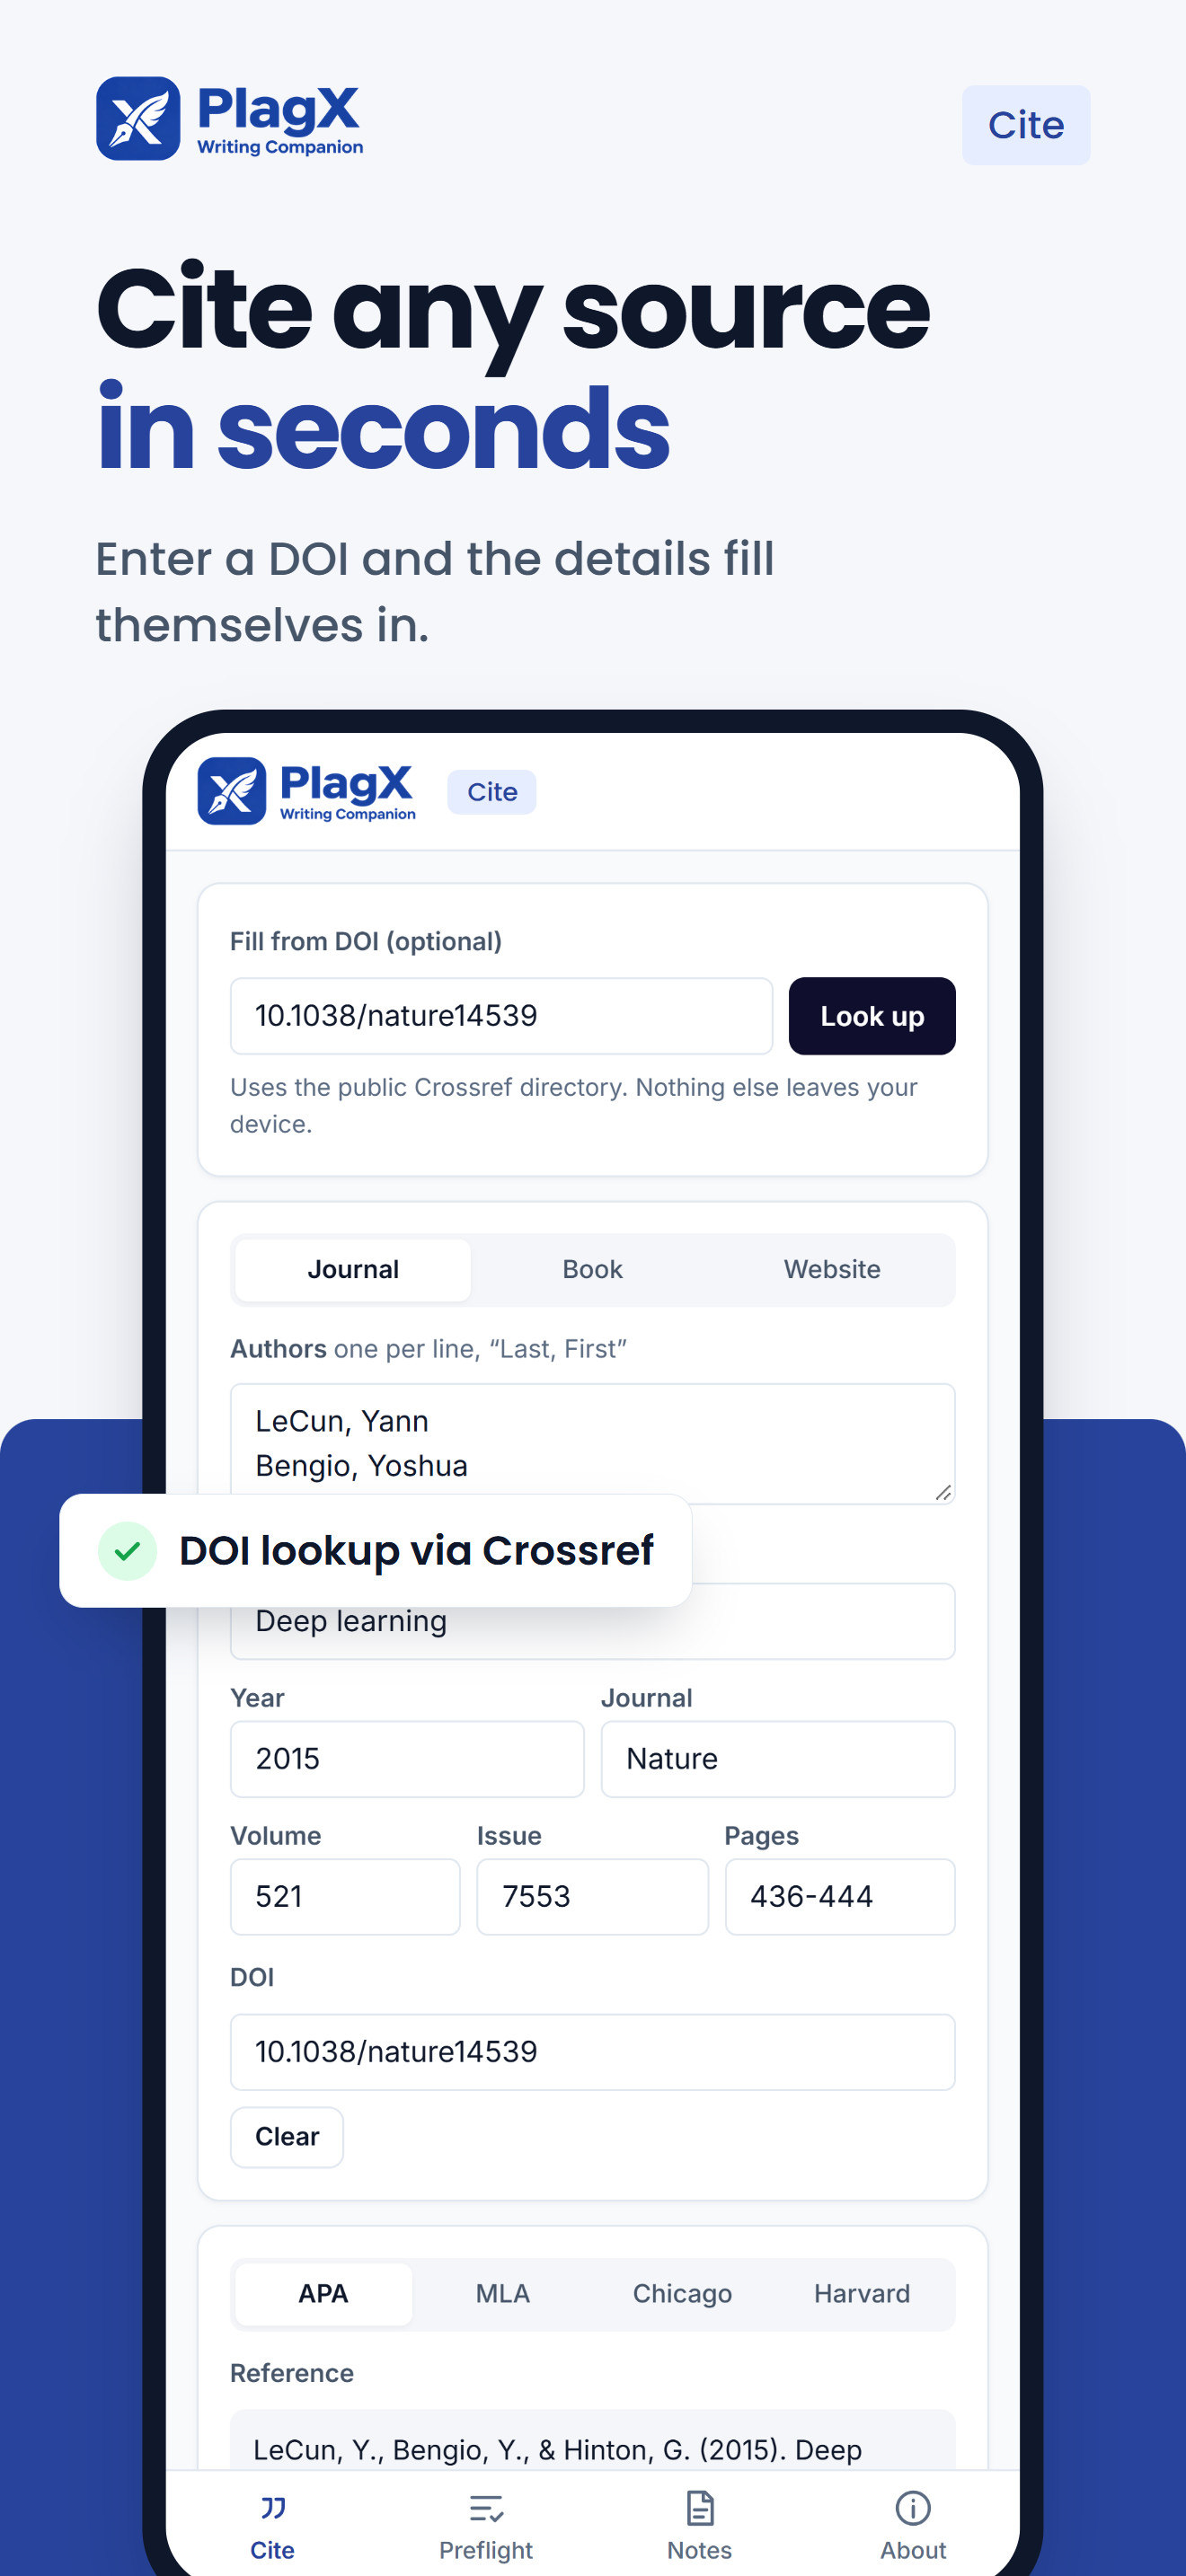 PlagX
Writing Companion
Cite
Cite any source
in seconds
Enter a DOI and the details fill
themselves in.
PlagX
Writing Companion
Cite
Fill from DOI (optional)
10.1038/nature14539
Look up
Uses the public Crossref directory. Nothing else leaves your
device.
Journal
Book
Website
Authors one per line, “Last, First”
LeCun, Yann
Bengio, Yoshua
DOI lookup via Crossref
Deep learning
Year
Journal
2015
Nature
Volume
Issue
Pages
521
7553
436-444
DOI
10.1038/nature14539
Clear
APA
MLA
Chicago
Harvard
Reference
LeCun, Y., Bengio, Y., & Hinton, G. (2015). Deep
Cite
Preflight
Notes
About